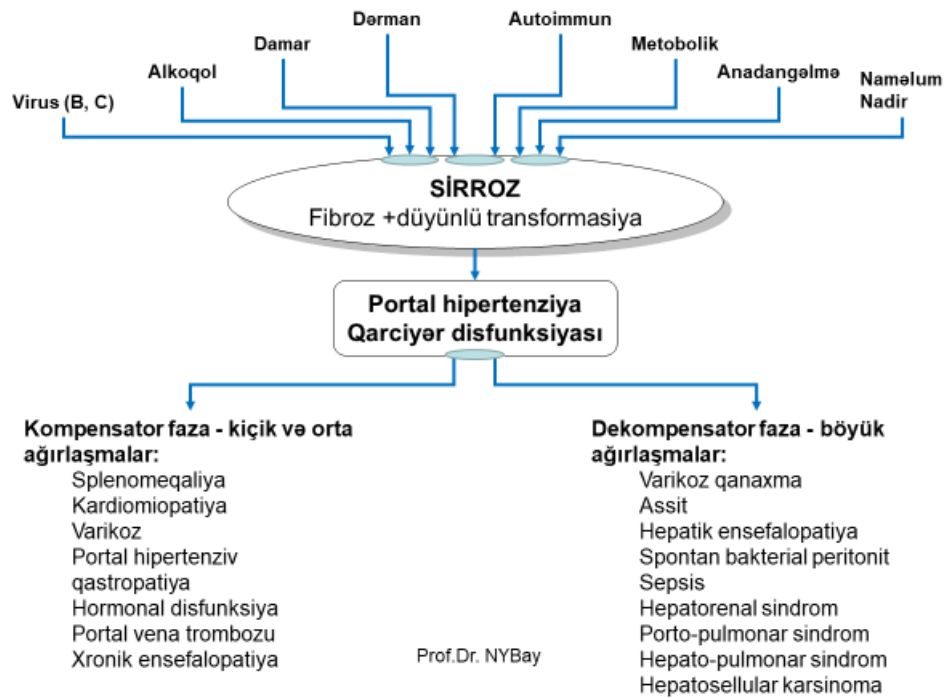 Dərman
Autoimmun
Damar
Metobolik
Alkoqol
Anadangəlmə
Virus (B, C)
Naməlum
Nadir
SİRROZ
Fibroz +düyünlü transformasiya
Portal hipertenziya
Qarciyər disfunksiyası
Kompensator faza - kiçik və orta
ağırlaşmalar:
Splenomeqaliya
Kardiomiopatiya
Varikoz
Portal hipertenziv
qastropatiya
Hormonal disfunksiya
Portal vena trombozu
Xronik ensefalopatiya
Dekompensator faza - böyük
ağırlaşmalar:
Varikoz qanaxma
Assit
Hepatik ensefalopatiya
Spontan bakterial peritonit
Sepsis
Hepatorenal sindrom
Porto-pulmonar sindrom
Hepato-pulmonar sindrom
Hepatosellular karsinoma
Prof.Dr. NYBay